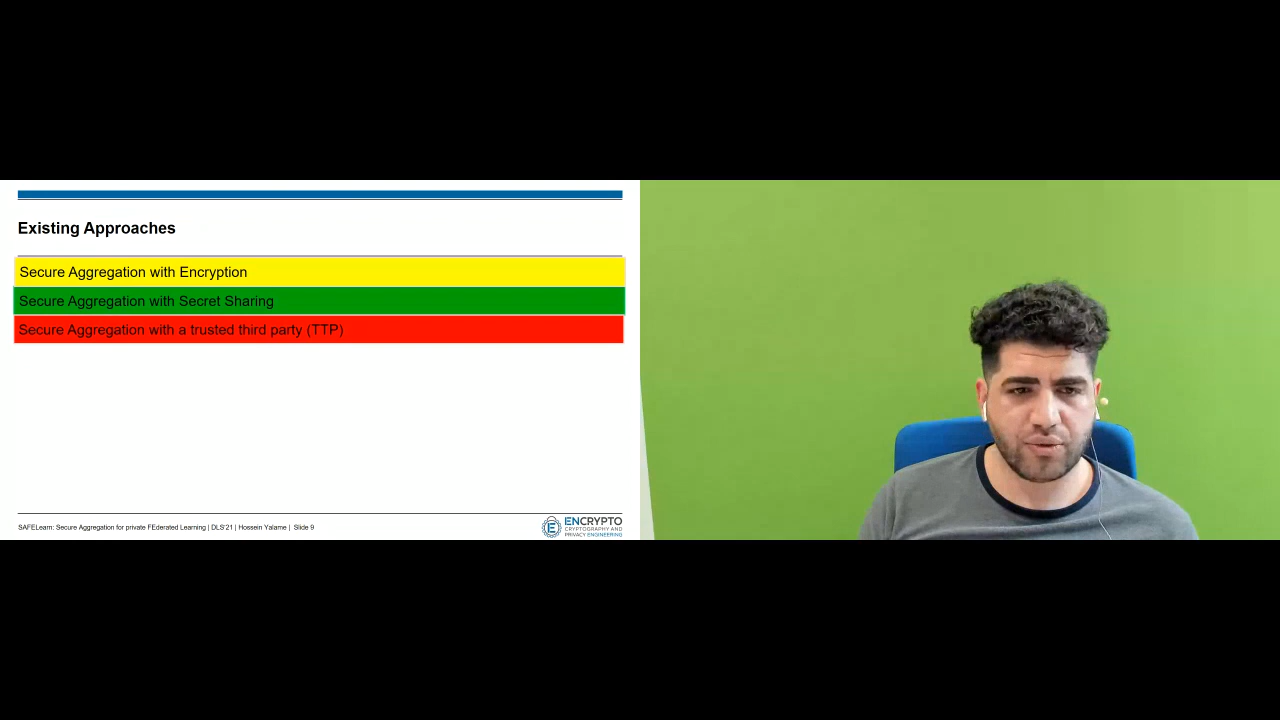 Existing Approaches
Secure Aggregation with Encryption
Secure Aggregation with Secret Sharing
Secure Aggregation with a trusted third party (TTP)
SAFELearn: Secure Aggregation for private FEderated Learning | DLS'21 | Hossein Yalame | Slide 9
ENCRYPTO
CRYPTOGRAPHY AND
PRIVACY ENGINEERING